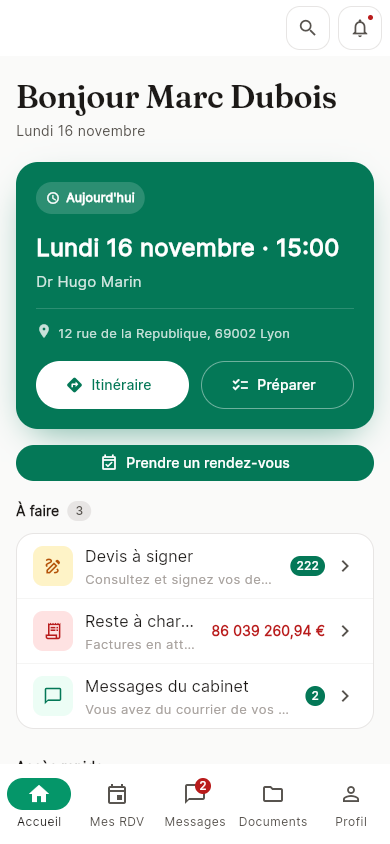 Bonjour Marc Dubois
Lundi 16 novembre
Aujourd'hui
Lundi 16 novembre · 15:00
Dr Hugo Marin
12 rue de la Republique, 69002 Lyon
Itinéraire
Préparer
Prendre un rendez-vous
À faire 3
Devis à signer
Consultez et signez vos de...
222
Reste à char...
Factures en att...
86 039 260,94 €
Messages du cabinet
Vous avez du courrier de vos ...
2
2
Accueil
Mes RDV
Messages
Documents
Profil